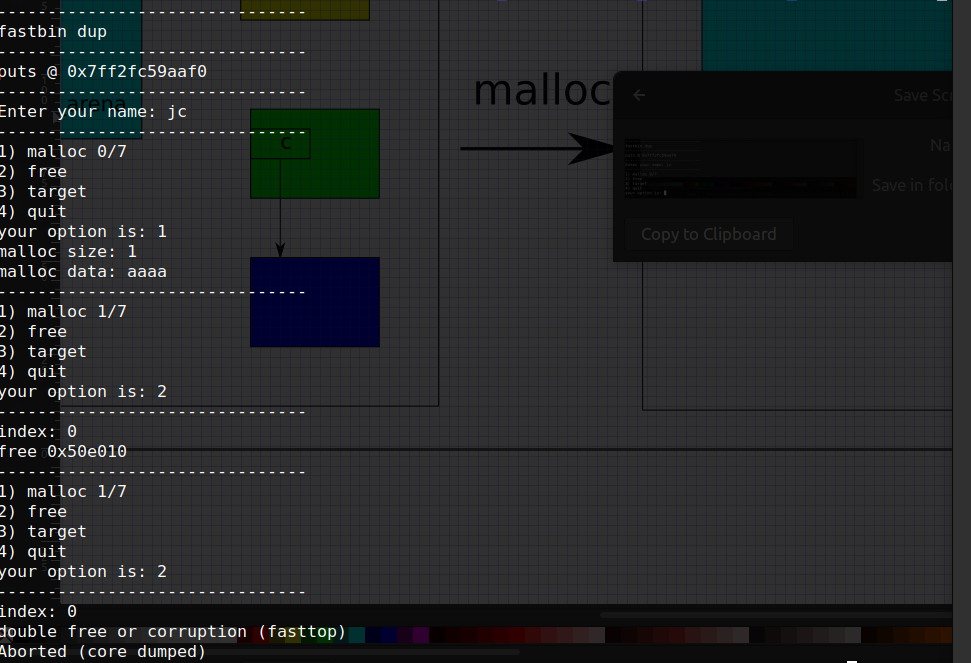 ------------------------------
fastbin dup
------------------------------
puts @ 0x7ff2fc59aaf0
------------------------------
arena
Enter your name: jc
------------------------------
1) malloc 0/7
2) free
3) target
4) quit
your option is: 1
malloc size: 1
malloc data: aaaa
------------------------------
1) malloc 1/7
2) free
3) target
4) quit
your option is: 2
------------------------------
index: 0
free 0x50e010
------------------------------
1) malloc 1/7
2) free
3) target
4) quit
your option is: 2
------------------------------
index: 0
double free or corruption (fasttop)
Aborted (core dumped)
c
malloc
Save Scr
Na
Save in fold
Copy to Clipboard